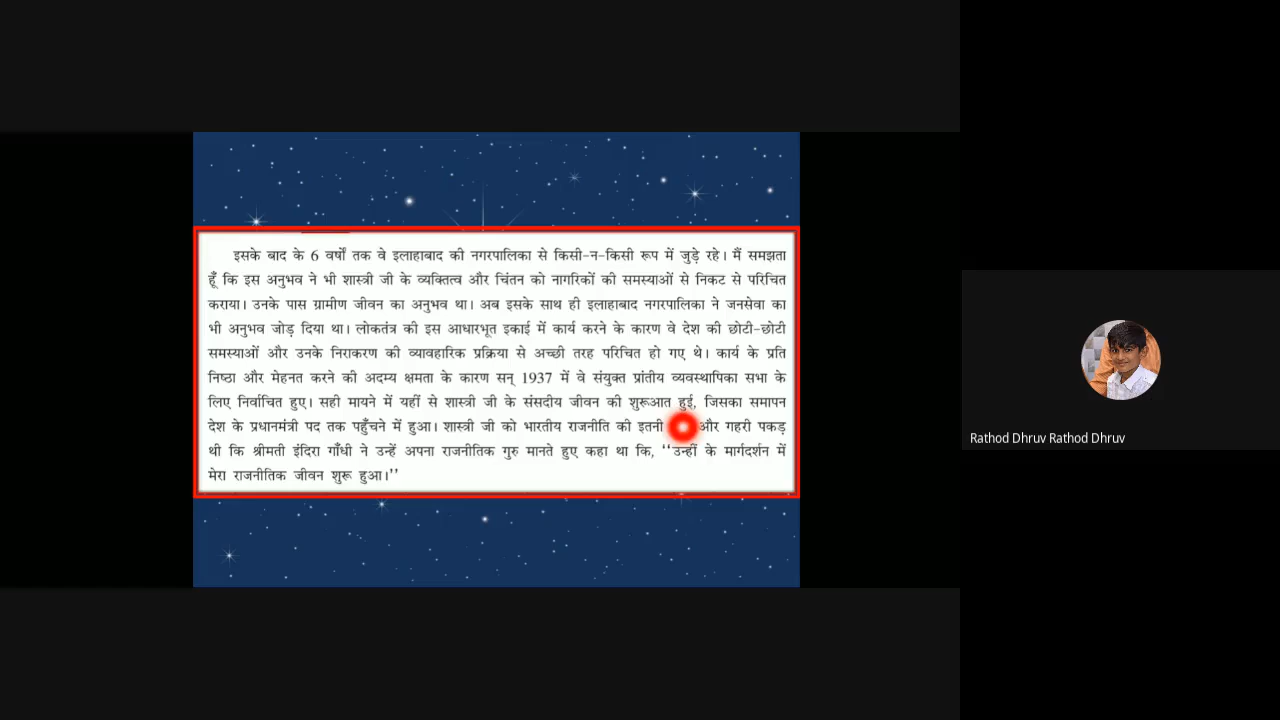 इसके बाद के 6 वर्षों तक वे इलाहाबाद की नगरपालिका से किसी-न-किसी रूप में जुड़े रहे। मैं समझता
हूँ कि इस अनुभव ने भी शास्त्री जी के व्यक्तित्व और चिंतन को नागरिकों की समस्याओं से निकट से परिचित
कराया। उनके पास ग्रामीण जीवन का अनुभव था। अब इसके साथ ही इलाहाबाद नगरपालिका ने जनसेवा का
भी अनुभव जोड़ दिया था। लोकतंत्र की इस आधारभूत इकाई में कार्य करने के कारण वे देश की छोटी-छोटी
समस्याओं और उनके निराकरण की व्यावहारिक प्रक्रिया से अच्छी तरह परिचित हो गए थे। कार्य के प्रति
निष्ठा और मेहनत करने की अदम्य क्षमता के कारण सन् 1937 में वे संयुक्त प्रांतीय व्यवस्थापिका सभा के
लिए निर्वाचित हुए। सही मायने में यहीं से शास्त्री जी के संसदीय जीवन की शुरूआत हुई, जिसका समापन
देश के प्रधानमंत्री पद तक पहुँचने में हुआ। शास्त्री जी को भारतीय राजनीति की इतनी और गहरी पकड़
थी कि श्रीमती इंदिरा गाँधी ने उन्हें अपना राजनीतिक गुरु मानते हुए कहा था कि, ‘‘उन्हीं के मार्गदर्शन में
मेरा राजनीतिक जीवन शुरू हुआ।’’
Rathod Dhruv Rathod Dhruv